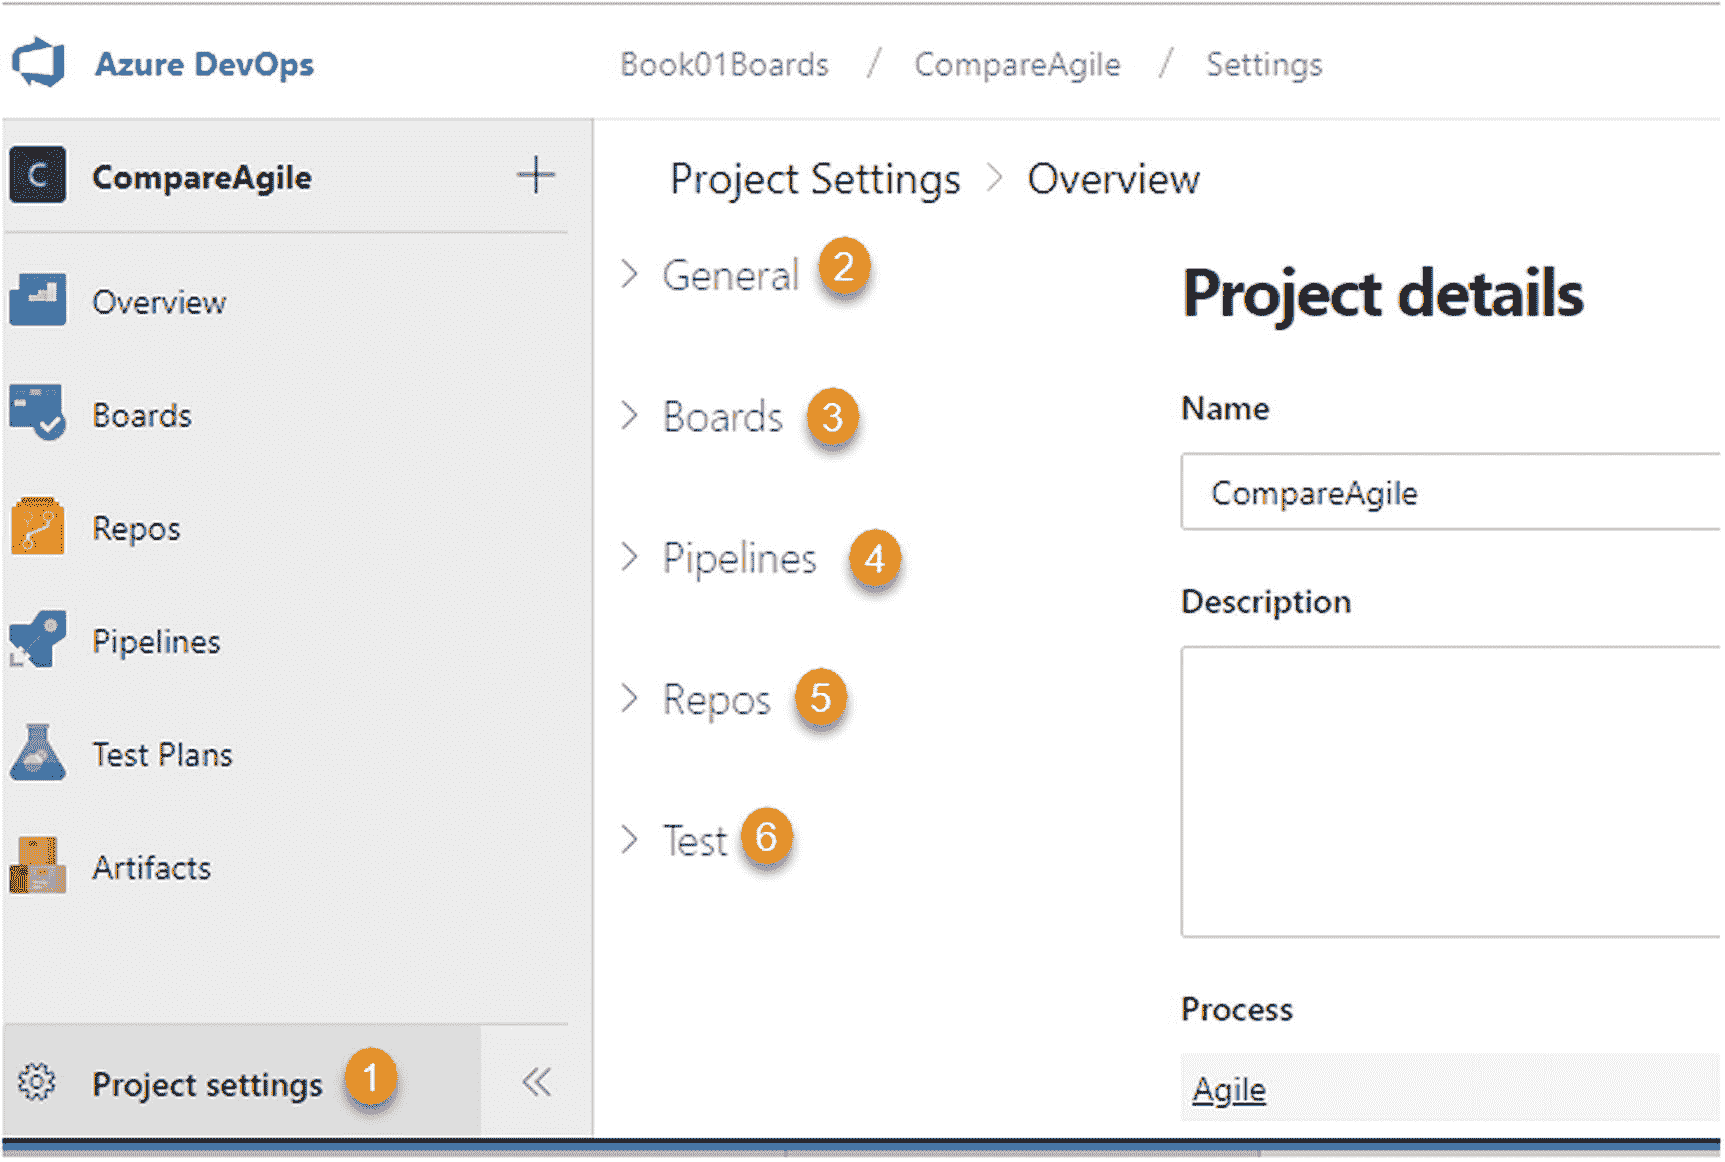 Azure DevOps
Book01Boards / CompareAgile / Settings
C CompareAgile
Overview
Boards
Repos
Pipelines
Test Plans
Artifacts
Project settings 1
Project Settings > Overview
General 2
Boards 3
Pipelines 4
Repos 5
Test 6
Project details
Name
CompareAgile
Description
Process
Agile